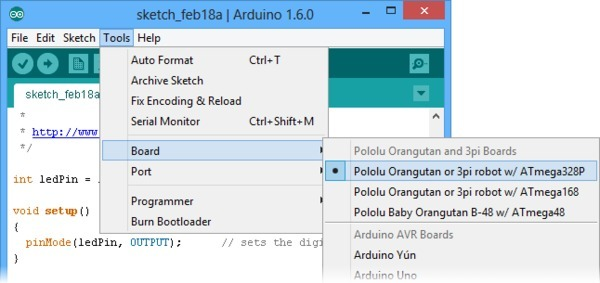 sketch_feb18a | Arduino 1.6.0
File Edit Sketch Tools Help
Auto Format Ctrl+T
Archive Sketch
Fix Encoding & Reload
Serial Monitor Ctrl+Shift+M
Board
Port
Programmer
Burn Bootloader
Pololu Orangutan and 3pi Boards
Pololu Orangutan or 3pi robot w/ ATmega328P
Pololu Orangutan or 3pi robot w/ ATmega168
Pololu Baby Orangutan B-48 w/ ATmega48
Arduino AVR Boards
Arduino Yún
Arduino Uno
sketch_feb18a
*
* http://www
*/
int ledPin =
void setup()
{
pinMode(ledPin, OUTPUT); // sets the digi
}